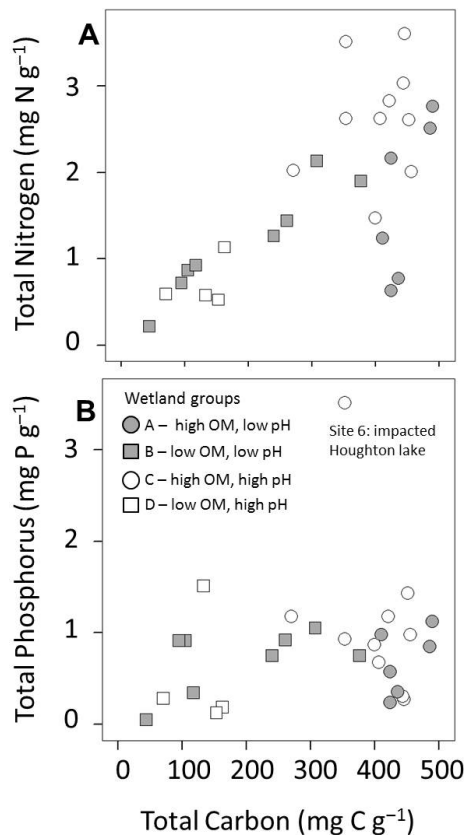 A
Total Nitrogen (mg N g⁻¹)
3
2
1
0
B
Total Phosphorus (mg P g⁻¹)
3
2
1
0
Wetland groups
A – high OM, low pH
B – low OM, low pH
C – high OM, high pH
D – low OM, high pH
Site 6: impacted
Houghton lake
0 100 200 300 400 500
Total Carbon (mg C g⁻¹)